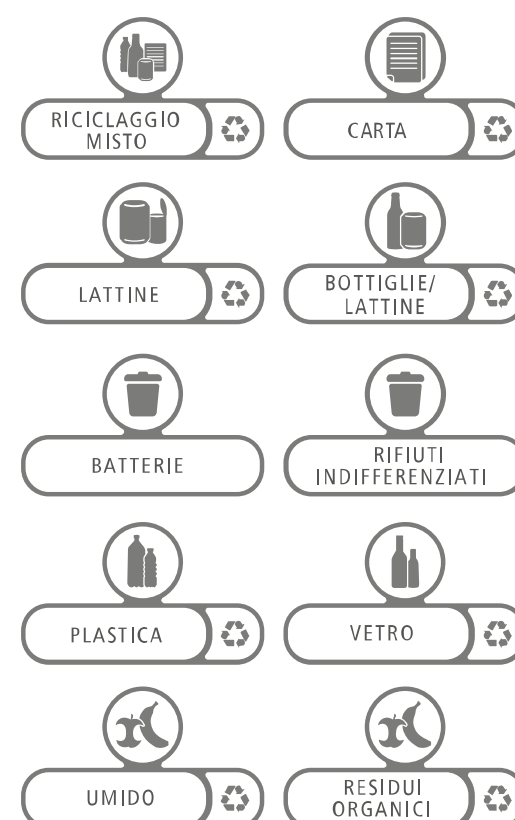 RICICLAGGIO
MISTO
CARTA
LATTINE
BOTTIGLIE/
LATTINE
BATTERIE
RIFIUTI
INDIFFERENZIATI
PLASTICA
VETRO
UMIDO
RESIDUI
ORGANICI